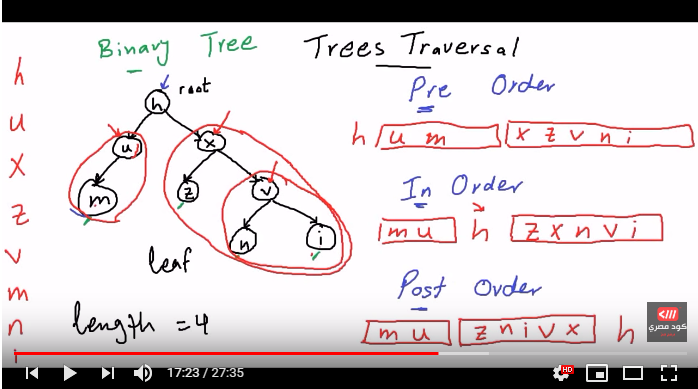 Binary Tree
Trees Traversal
h
u
x
z
v
m
n
i
root
h
u
x
m
z
v
n
i
leaf
length = 4
Pre Order
h u m x z v n i
In Order
m u h z x n v i
Post Order
m u z n i v x h
كود مصري
17:23 / 27:35
HD